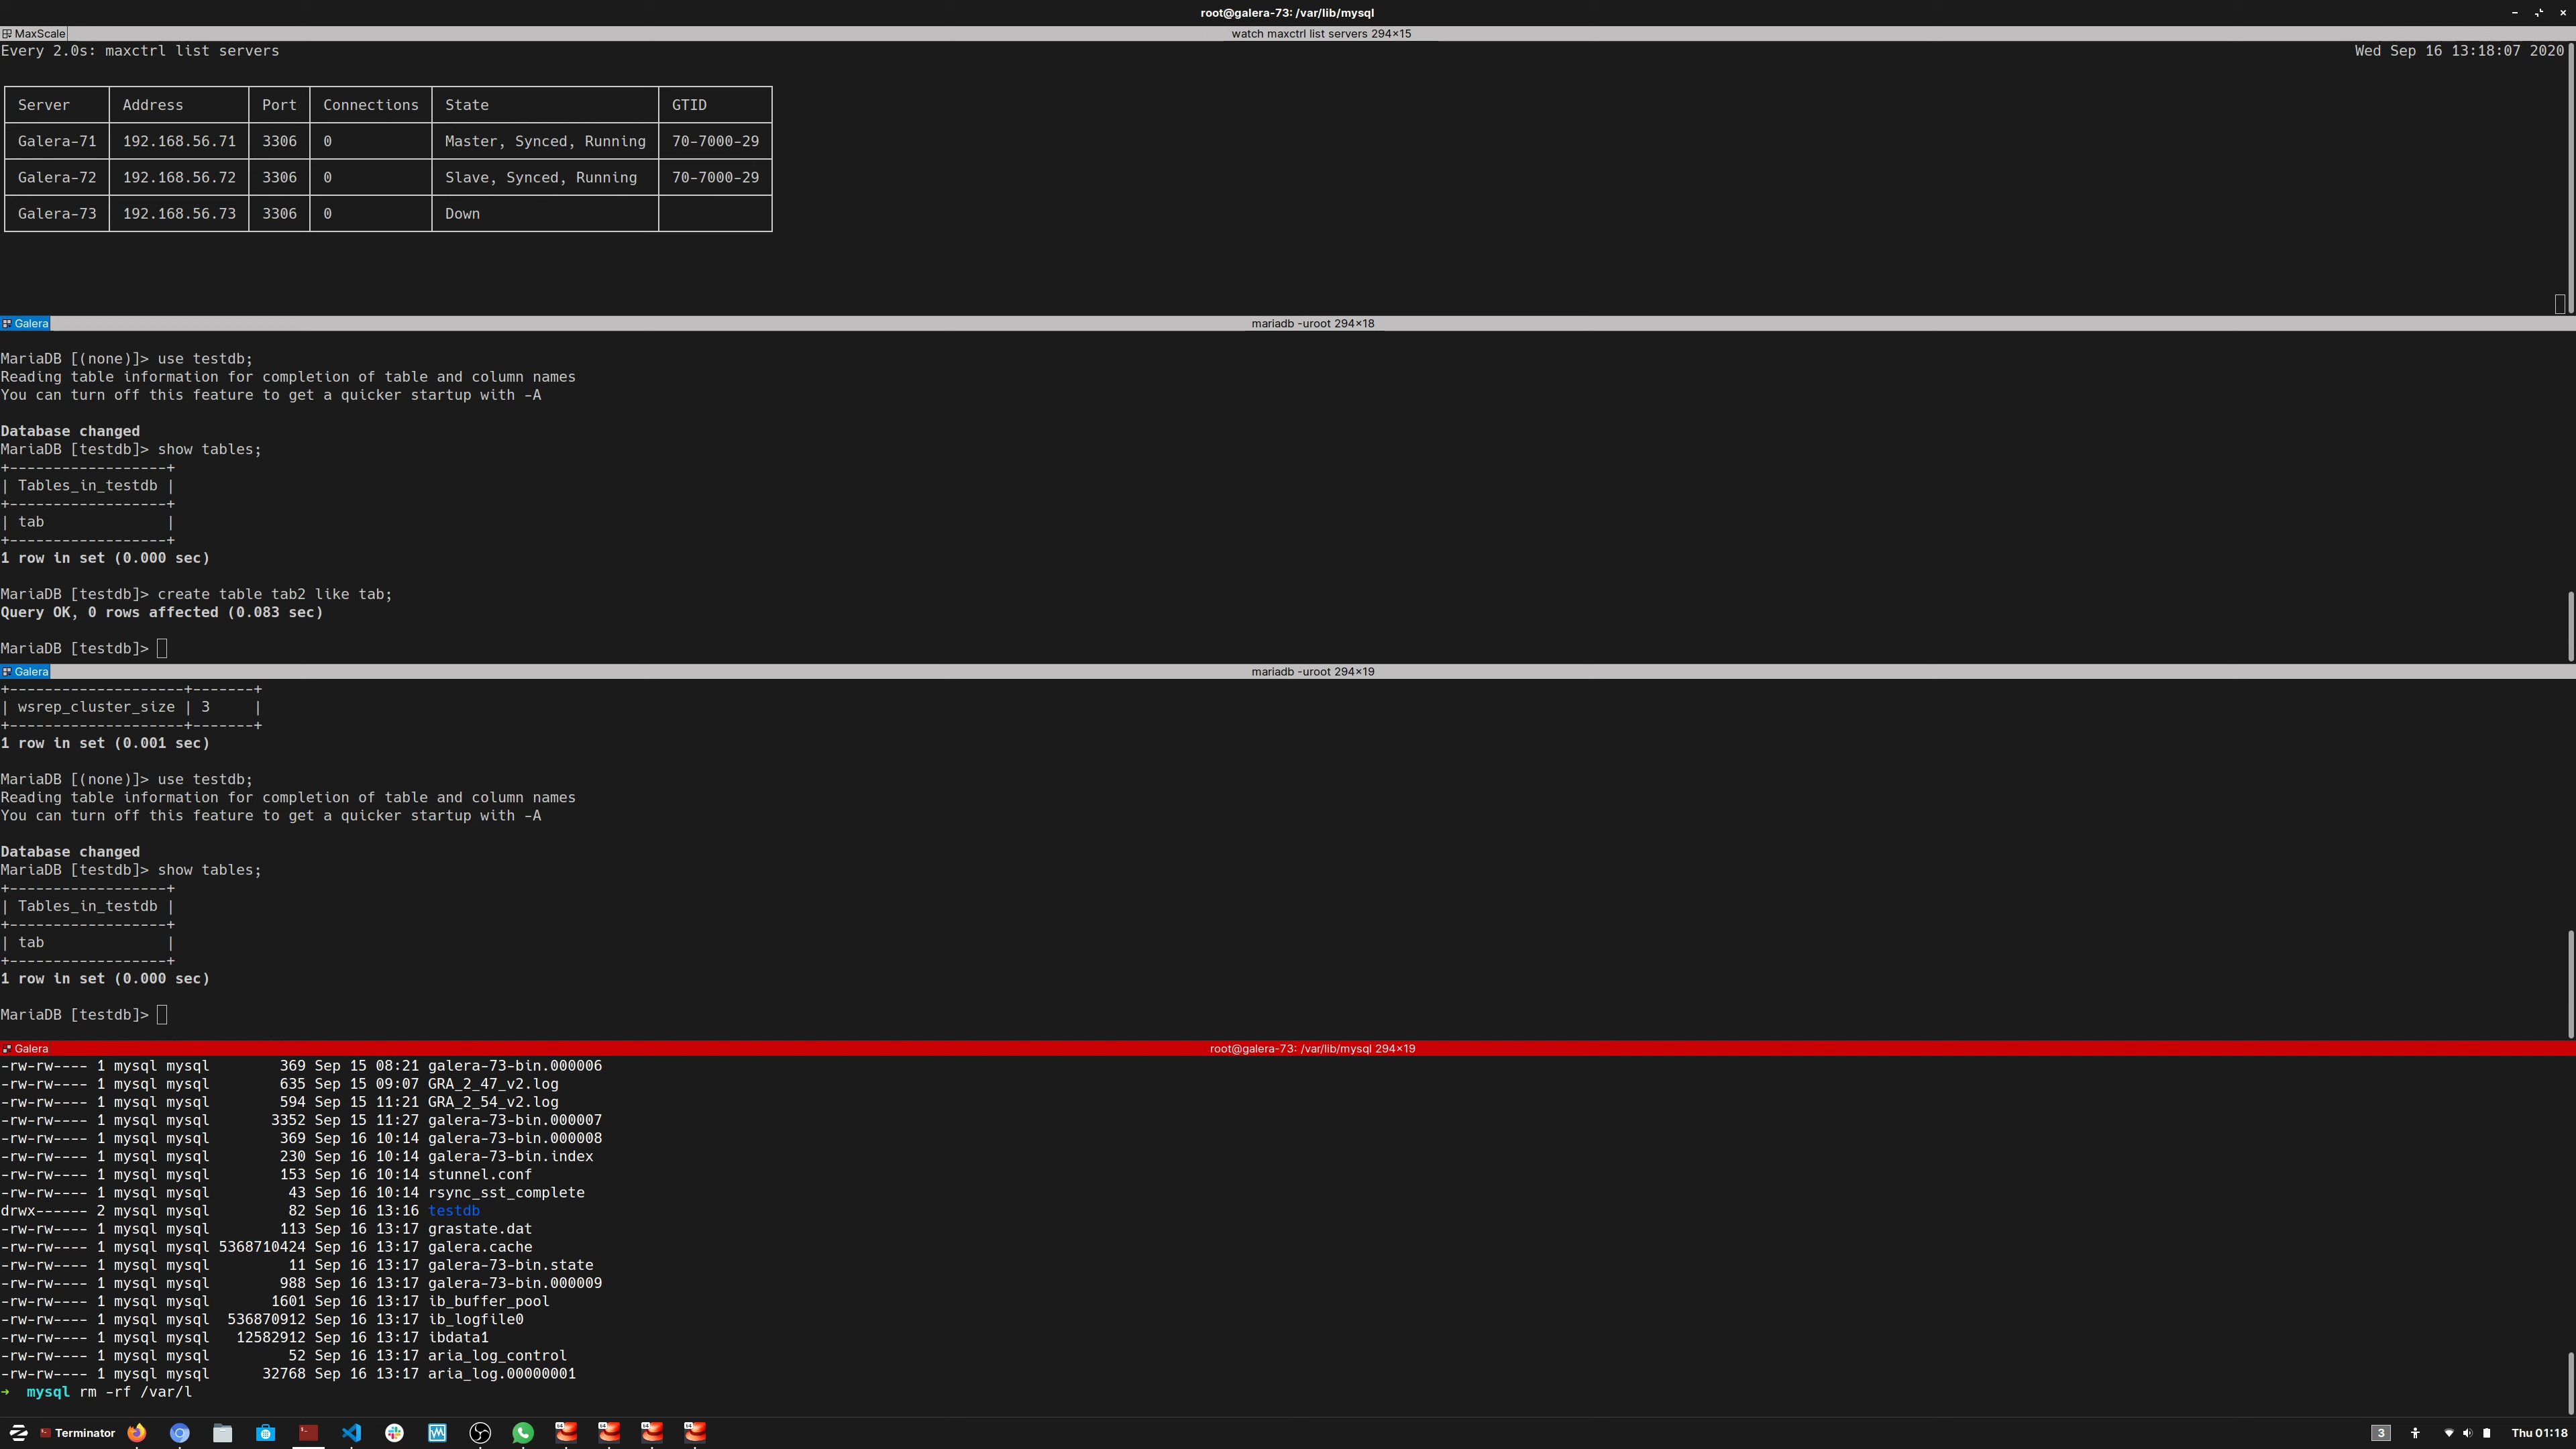 root@galera-73: /var/lib/mysql
MaxScale watch maxctrl list servers 294×15
Every 2.0s: maxctrl list servers Wed Sep 16 13:18:07 2020
Server Address Port Connections State GTID
Galera-71 192.168.56.71 3306 0 Master, Synced, Running 70-7000-29
Galera-72 192.168.56.72 3306 0 Slave, Synced, Running 70-7000-29
Galera-73 192.168.56.73 3306 0 Down
Galera mariadb -uroot 294×18
MariaDB [(none)]> use testdb;
Reading table information for completion of table and column names
You can turn off this feature to get a quicker startup with -A
Database changed
MariaDB [testdb]> show tables;
+------------------+
| Tables_in_testdb |
+------------------+
| tab              |
+------------------+
1 row in set (0.000 sec)
MariaDB [testdb]> create table tab2 like tab;
Query OK, 0 rows affected (0.083 sec)
MariaDB [testdb]>
Galera mariadb -uroot 294×19
+--------------------+-------+
| wsrep_cluster_size | 3     |
+--------------------+-------+
1 row in set (0.001 sec)
MariaDB [(none)]> use testdb;
Reading table information for completion of table and column names
You can turn off this feature to get a quicker startup with -A
Database changed
MariaDB [testdb]> show tables;
+------------------+
| Tables_in_testdb |
+------------------+
| tab              |
+------------------+
1 row in set (0.000 sec)
MariaDB [testdb]>
Galera root@galera-73: /var/lib/mysql 294×19
-rw-rw---- 1 mysql mysql        369 Sep 15 08:21 galera-73-bin.000006
-rw-rw---- 1 mysql mysql        635 Sep 15 09:07 GRA_2_47_v2.log
-rw-rw---- 1 mysql mysql        594 Sep 15 11:21 GRA_2_54_v2.log
-rw-rw---- 1 mysql mysql       3352 Sep 15 11:27 galera-73-bin.000007
-rw-rw---- 1 mysql mysql        369 Sep 16 10:14 galera-73-bin.000008
-rw-rw---- 1 mysql mysql        230 Sep 16 10:14 galera-73-bin.index
-rw-rw---- 1 mysql mysql        153 Sep 16 10:14 stunnel.conf
-rw-rw---- 1 mysql mysql         43 Sep 16 10:14 rsync_sst_complete
drwx------ 2 mysql mysql         82 Sep 16 13:16 testdb
-rw-rw---- 1 mysql mysql        113 Sep 16 13:17 grastate.dat
-rw-rw---- 1 mysql mysql 5368710424 Sep 16 13:17 galera.cache
-rw-rw---- 1 mysql mysql         11 Sep 16 13:17 galera-73-bin.state
-rw-rw---- 1 mysql mysql        988 Sep 16 13:17 galera-73-bin.000009
-rw-rw---- 1 mysql mysql       1601 Sep 16 13:17 ib_buffer_pool
-rw-rw---- 1 mysql mysql  536870912 Sep 16 13:17 ib_logfile0
-rw-rw---- 1 mysql mysql   12582912 Sep 16 13:17 ibdata1
-rw-rw---- 1 mysql mysql         52 Sep 16 13:17 aria_log_control
-rw-rw---- 1 mysql mysql      32768 Sep 16 13:17 aria_log.00000001
➜  mysql rm -rf /var/l
Terminator 3 Thu 01:18